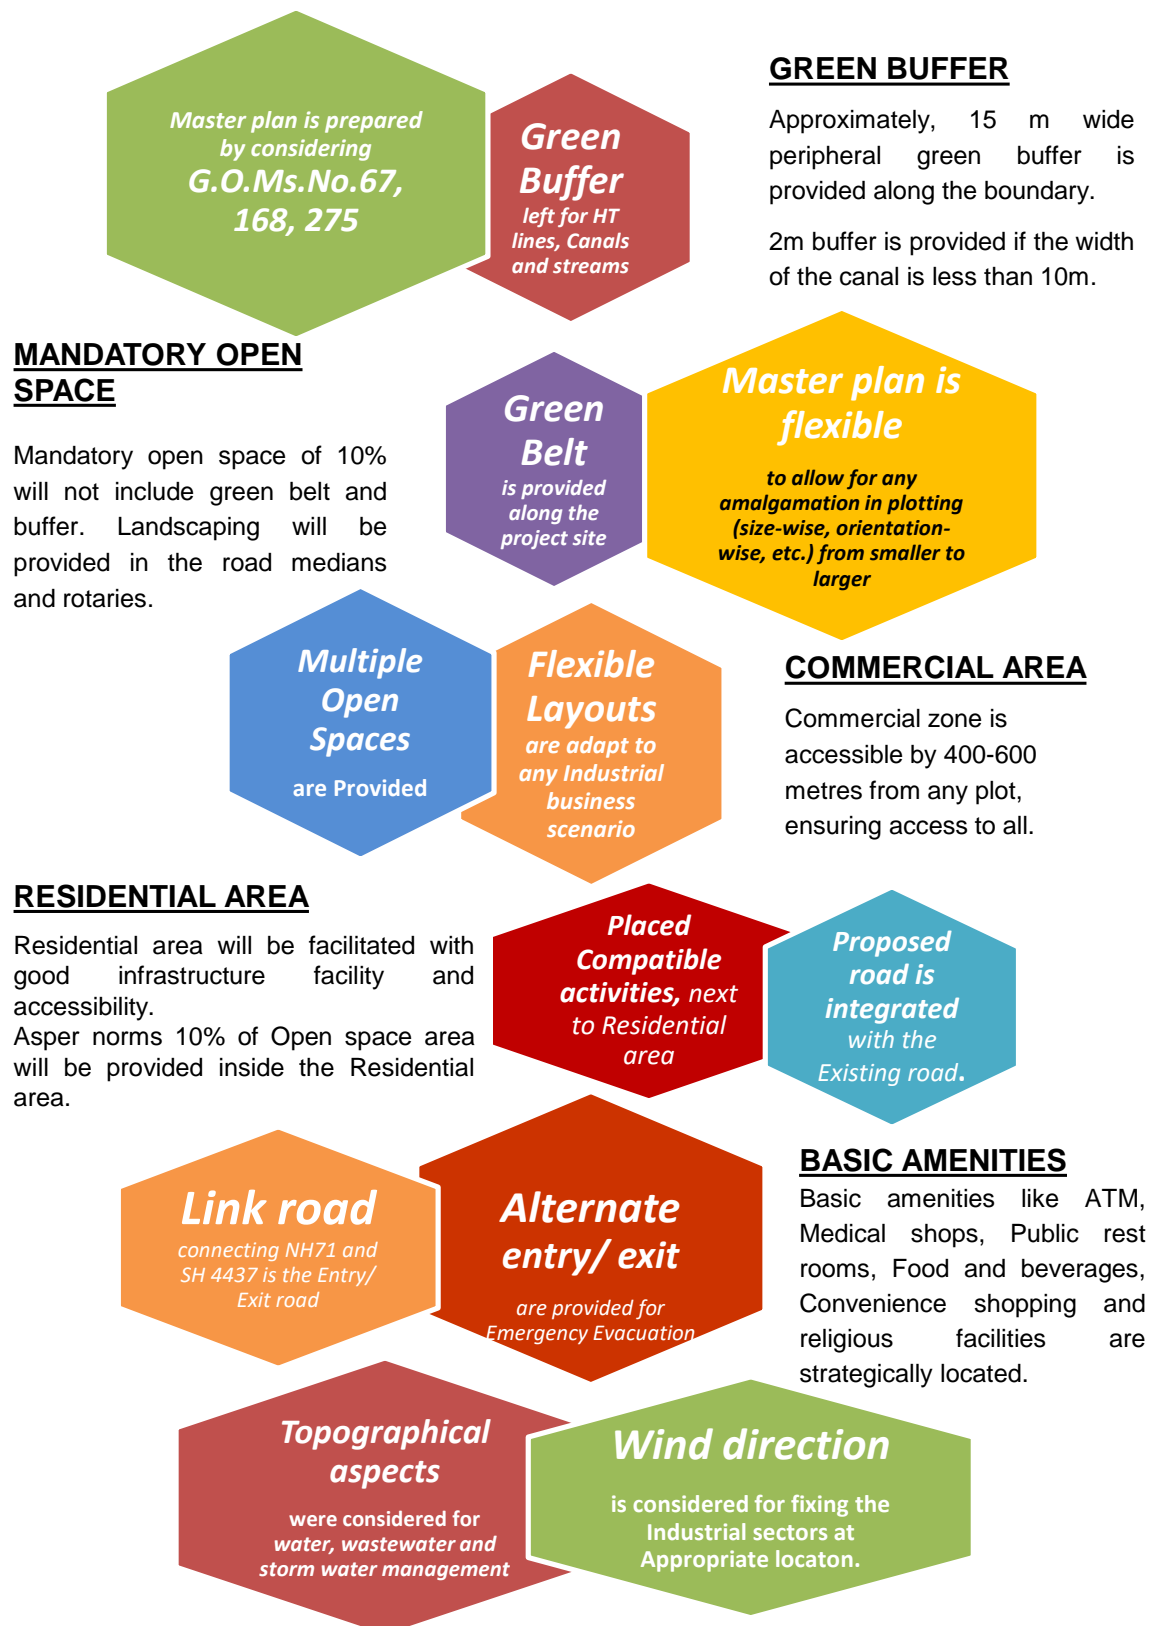 Master plan is prepared
by considering
G.O.Ms.No.67,
168, 275
Green
Buffer
left for HT
lines, Canals
and streams
GREEN BUFFER
Approximately, 15 m wide
peripheral green buffer is
provided along the boundary.
2m buffer is provided if the width
of the canal is less than 10m.
MANDATORY OPEN
SPACE
Mandatory open space of 10%
will not include green belt and
buffer. Landscaping will be
provided in the road medians
and rotaries.
Green
Belt
is provided
along the
project site
Master plan is
flexible
to allow for any
amalgamation in plotting
(size-wise, orientation-
wise, etc.) from smaller to
larger
Multiple
Open
Spaces
are Provided
Flexible
Layouts
are adapt to
any Industrial
business
scenario
COMMERCIAL AREA
Commercial zone is
accessible by 400-600
metres from any plot,
ensuring access to all.
RESIDENTIAL AREA
Residential area will be facilitated with
good infrastructure facility and
accessibility.
Asper norms 10% of Open space area
will be provided inside the Residential
area.
Placed
Compatible
activities, next
to Residential
area
Proposed
road is
integrated
with the
Existing road.
Link road
connecting NH71 and
SH 4437 is the Entry/
Exit road
Alternate
entry/ exit
are provided for
Emergency Evacuation
BASIC AMENITIES
Basic amenities like ATM,
Medical shops, Public rest
rooms, Food and beverages,
Convenience shopping and
religious facilities are
strategically located.
Topographical
aspects
were considered for
water, wastewater and
storm water management
Wind direction
is considered for fixing the
Industrial sectors at
Appropriate locaton.